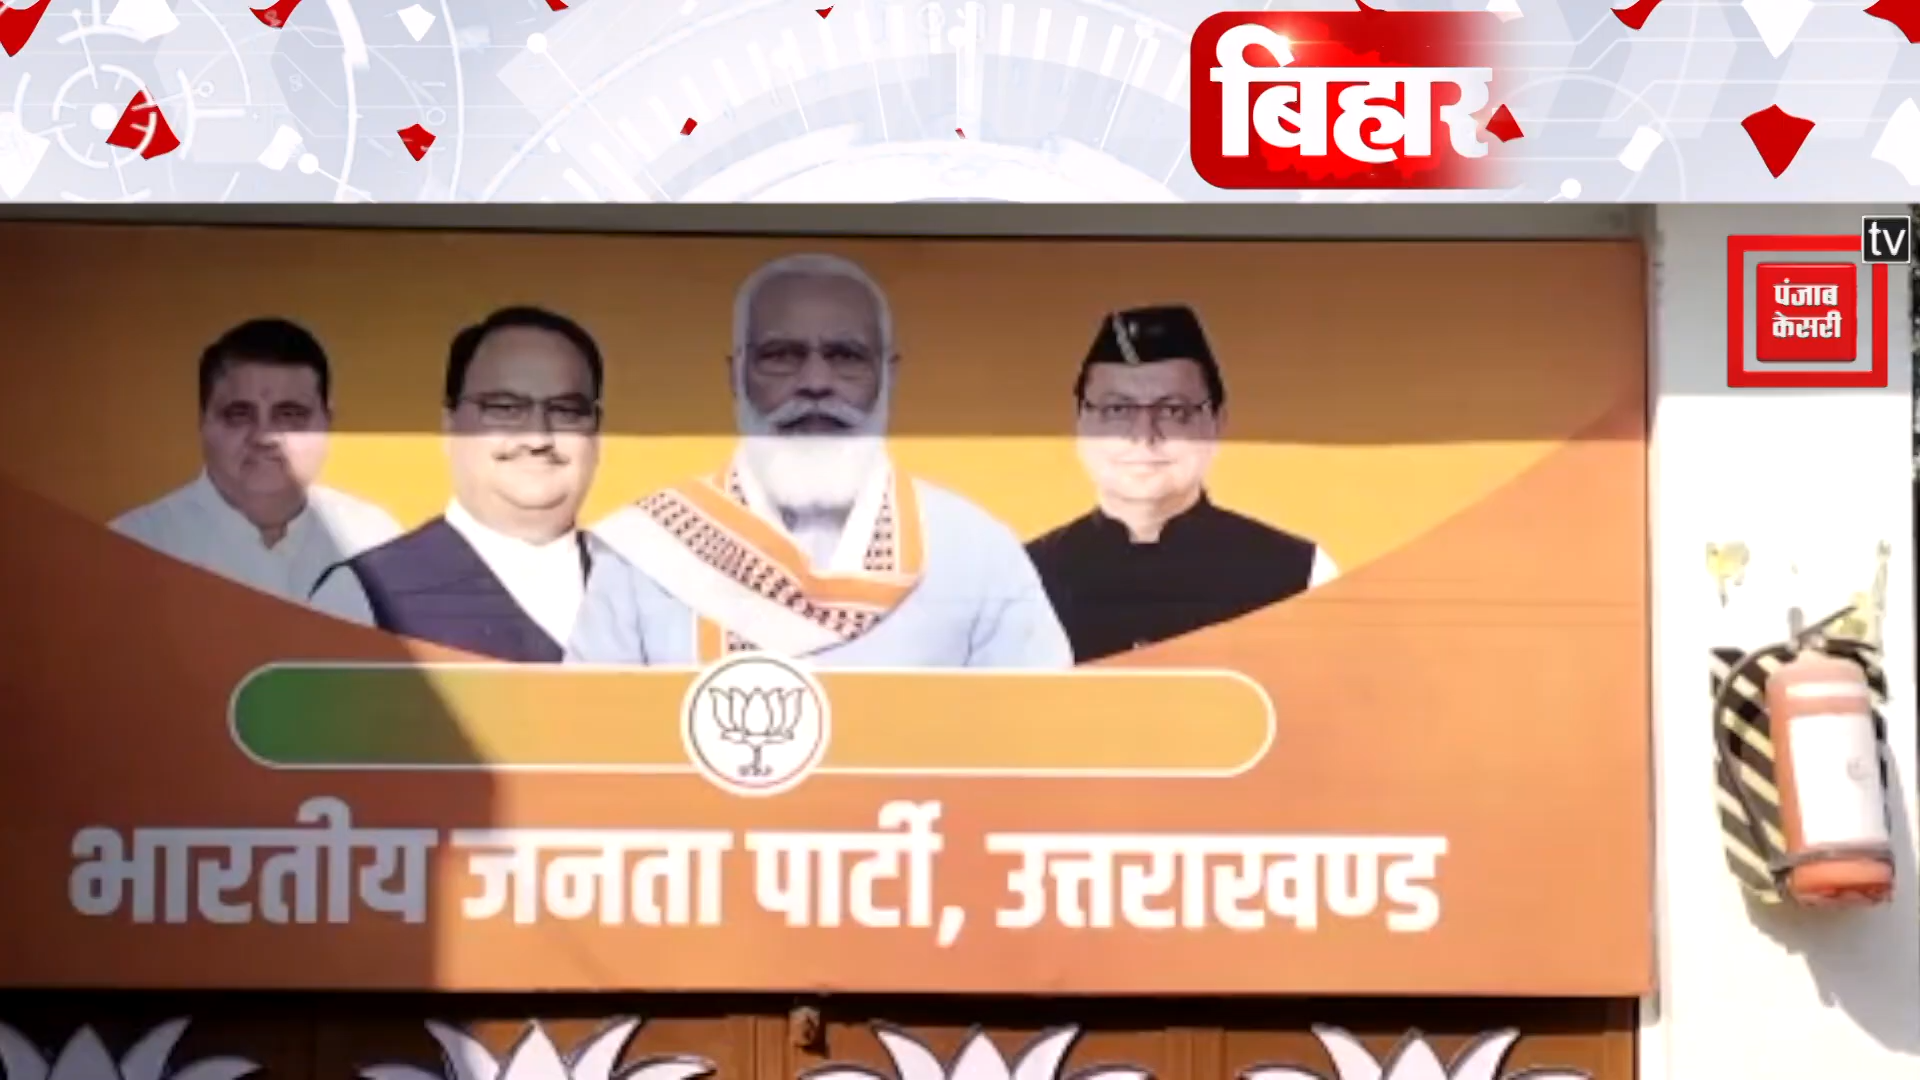 बिहार
tv
पंजाब
केसरी
भारतीय जनता पार्टी, उत्तराखण्ड